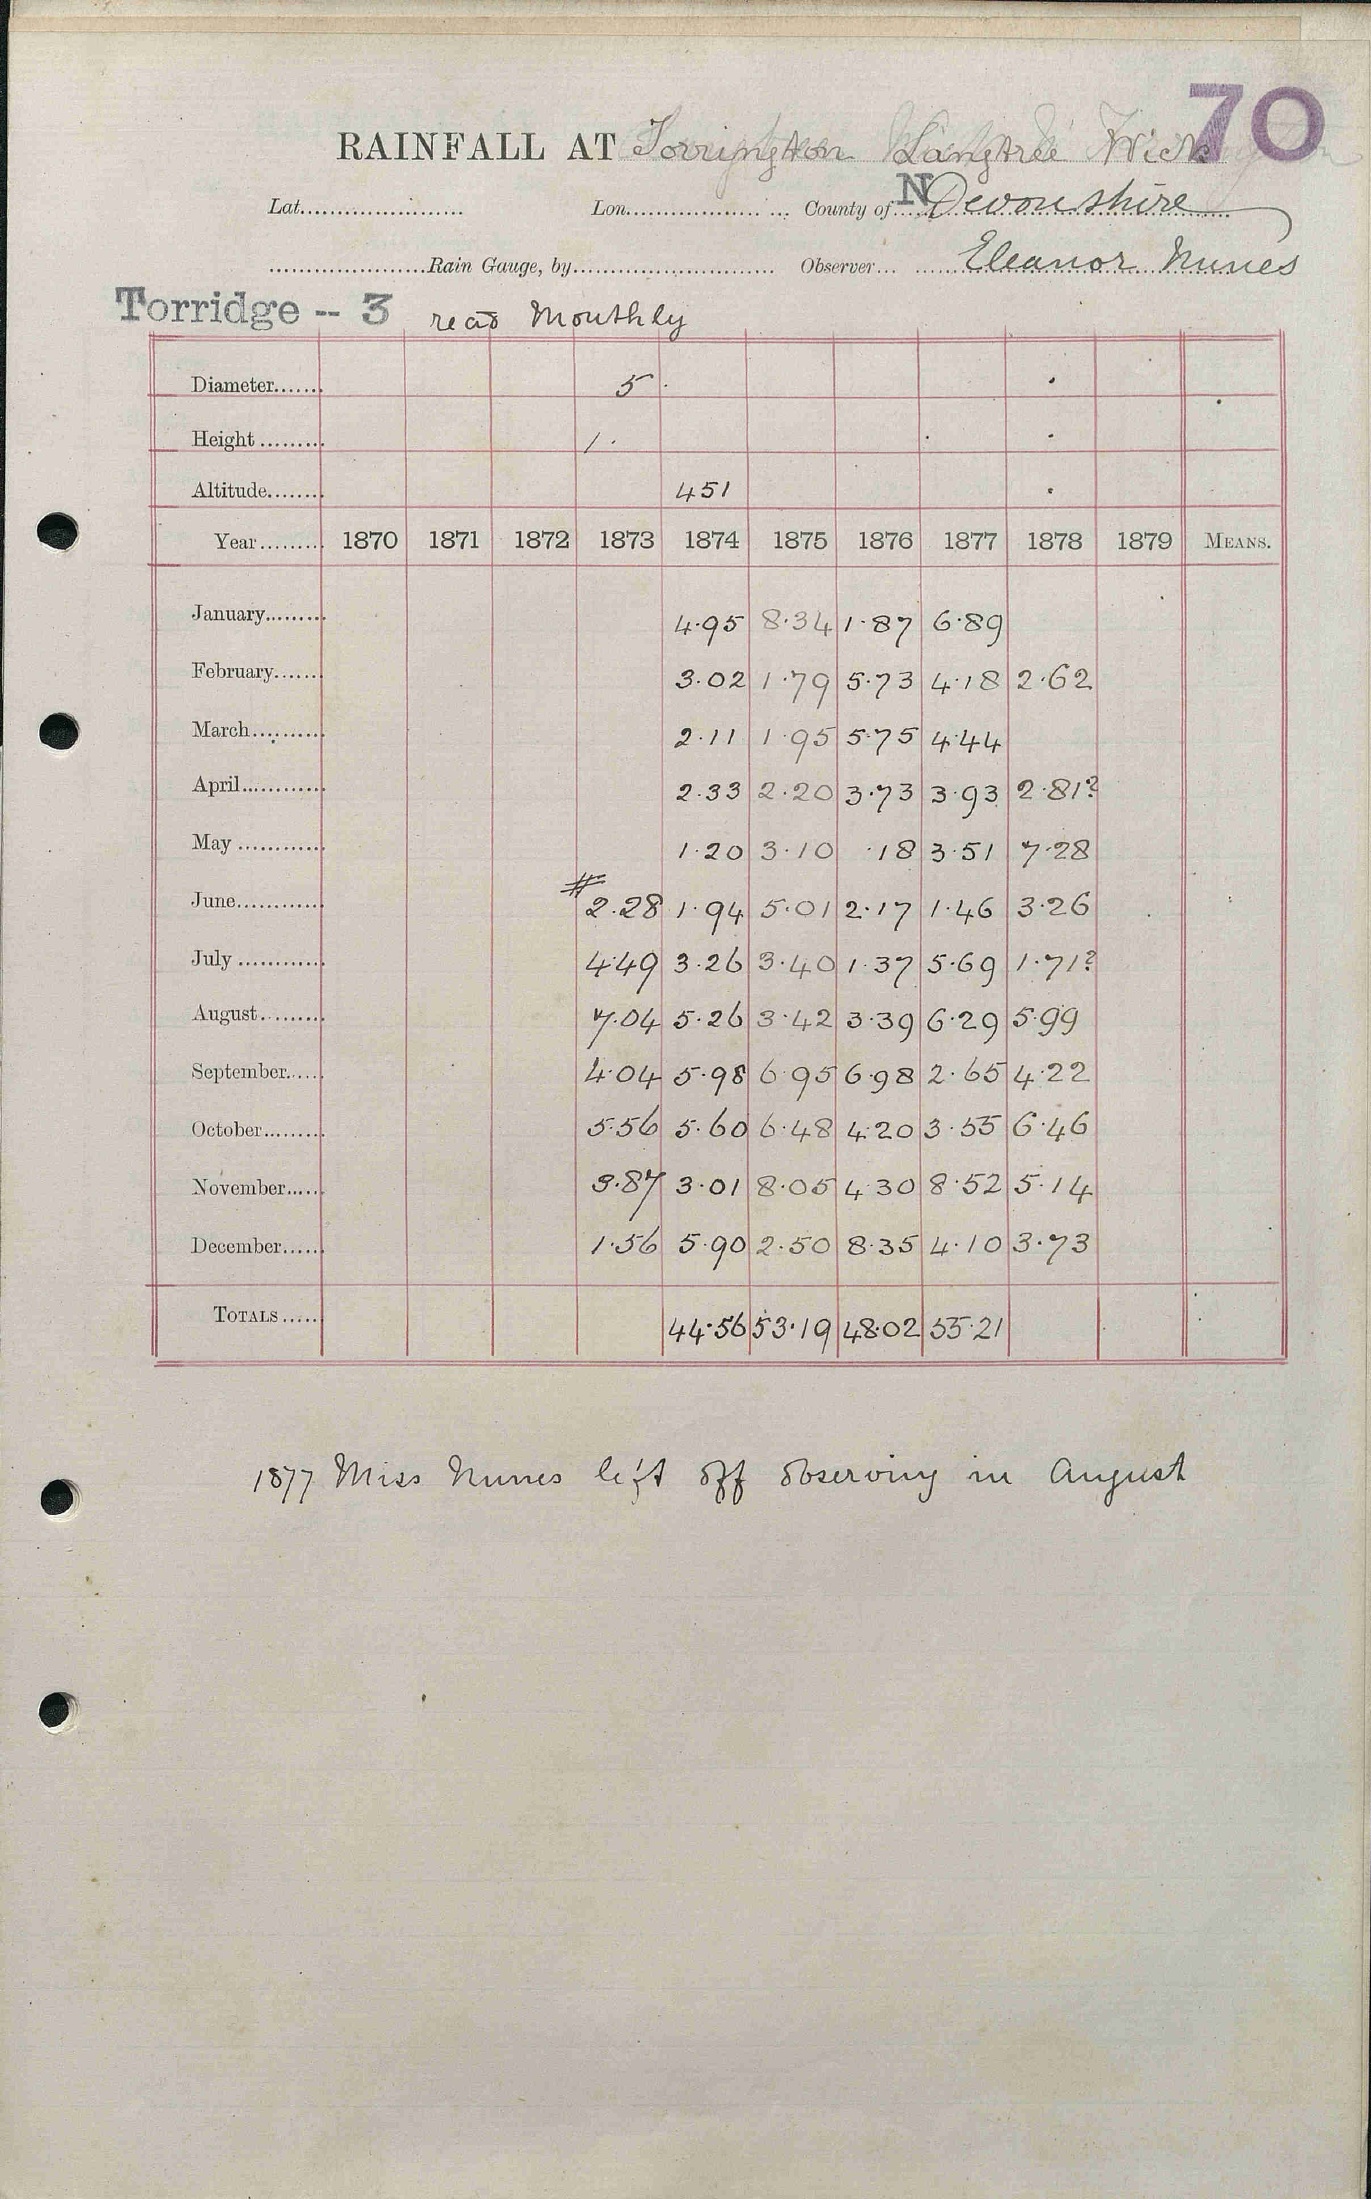 70
RAINFALL AT Torrington Langtree Wick
Lat...................... Lon.................. ... County of..... N Devonshire
.....................Rain Gauge, by........................... Observer... ...... Eleanor Nunes
Torridge -- 3 read Monthly
Diameter....... 5
Height ......... 1.
Altitude........ 451
Year......... 1870 1871 1872 1873 1874 1875 1876 1877 1878 1879 MEANS.
January......... 4.95 8.34 1.87 6.89
February....... 3.02 1.79 5.73 4.18 2.62
March.......... 2.11 1.95 5.75 4.44
April............ 2.33 2.20 3.73 3.93 2.81?
May ............ 1.20 3.10 .18 3.51 7.28
June............ # 2.28 1.94 5.01 2.17 1.46 3.26
July ............ 4.49 3.26 3.40 1.37 5.69 1.71?
August......... 7.04 5.26 3.42 3.39 6.29 5.99
September...... 4.04 5.98 6.95 6.98 2.65 4.22
October......... 5.56 5.60 6.48 4.20 3.55 6.46
November...... 3.87 3.01 8.05 4.30 8.52 5.14
December...... 1.56 5.90 2.50 8.35 4.10 3.73
TOTALS ..... 44.56 53.19 48.02 55.21
1877 Miss Nunes left off observing in August